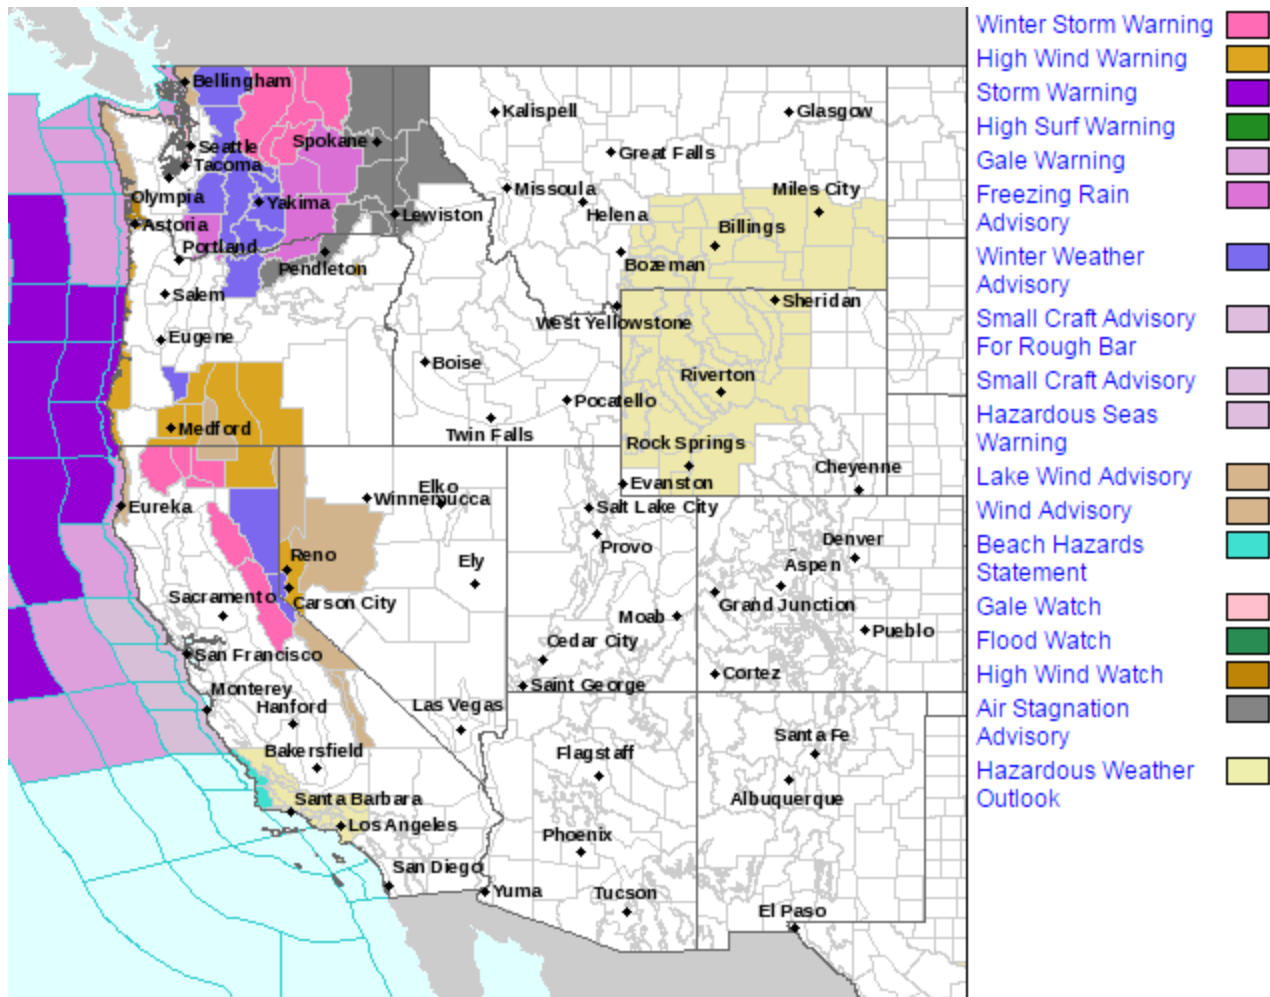 Bellingham
Kalispell
Glasgow
Seattle
Spokane
Great Falls
Tacoma
Missoula
Miles City
Olympia
Yakima
Helena
Lewiston
Astoria
Billings
Portland
Bozeman
Pendleton
Salem
Sheridan
West Yellowstone
Eugene
Boise
Riverton
Pocatello
Medford
Twin Falls
Rock Springs
Cheyenne
Evanston
Elko
Winnemucca
Eureka
Salt Lake City
Denver
Provo
Reno
Ely
Aspen
Sacramento
Carson City
Grand Junction
Moab
Pueblo
Cedar City
San Francisco
Cortez
Saint George
Monterey
Hanford
Las Vegas
Santa Fe
Bakersfield
Flagstaff
Santa Barbara
Albuquerque
Los Angeles
Phoenix
San Diego
Yuma
Tucson
El Paso
Winter Storm Warning
High Wind Warning
Storm Warning
High Surf Warning
Gale Warning
Freezing Rain
Advisory
Winter Weather
Advisory
Small Craft Advisory
For Rough Bar
Small Craft Advisory
Hazardous Seas
Warning
Lake Wind Advisory
Wind Advisory
Beach Hazards
Statement
Gale Watch
Flood Watch
High Wind Watch
Air Stagnation
Advisory
Hazardous Weather
Outlook